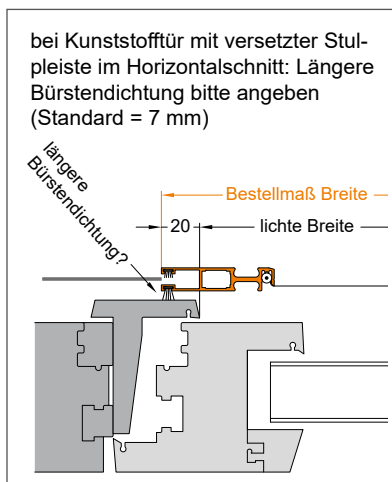 bei Kunststofftür mit versetzter Stul-
pleiste im Horizontalschnitt: Längere
Bürstendichtung bitte angeben
(Standard = 7 mm)
längere
Bürstendichtung?
Bestellmaß Breite
20
lichte Breite